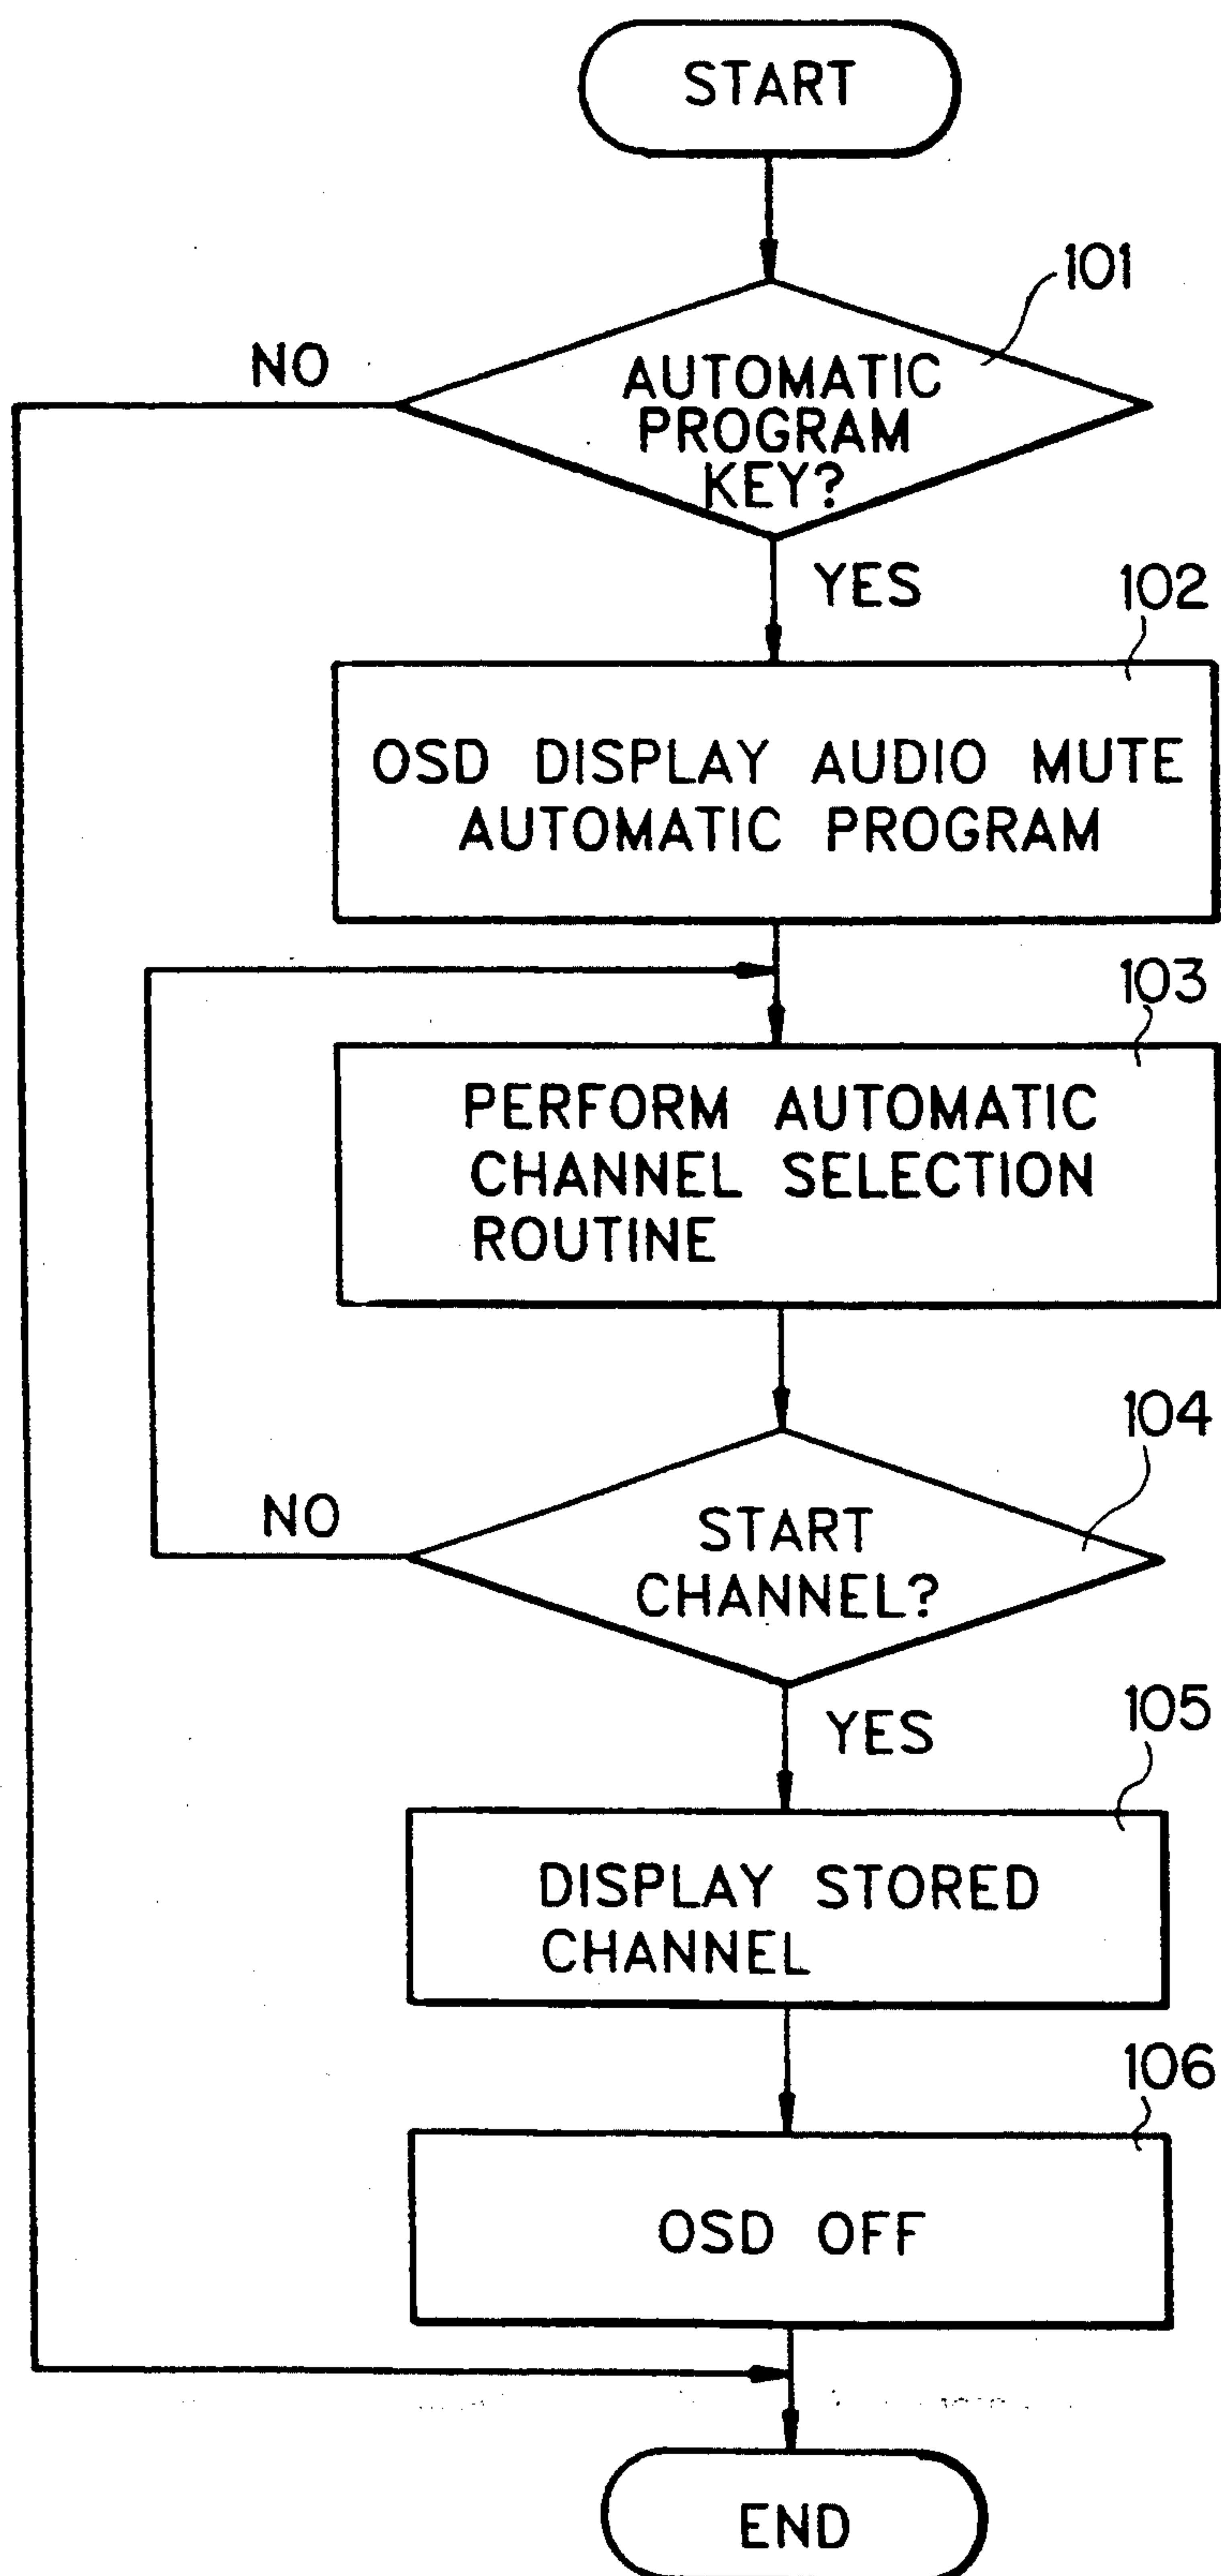 START
101
NO
AUTOMATIC
PROGRAM
KEY?
YES
102
OSD DISPLAY AUDIO MUTE
AUTOMATIC PROGRAM
103
PERFORM AUTOMATIC
CHANNEL SELECTION
ROUTINE
104
NO
START
CHANNEL?
YES
105
DISPLAY STORED
CHANNEL
106
OSD OFF
END